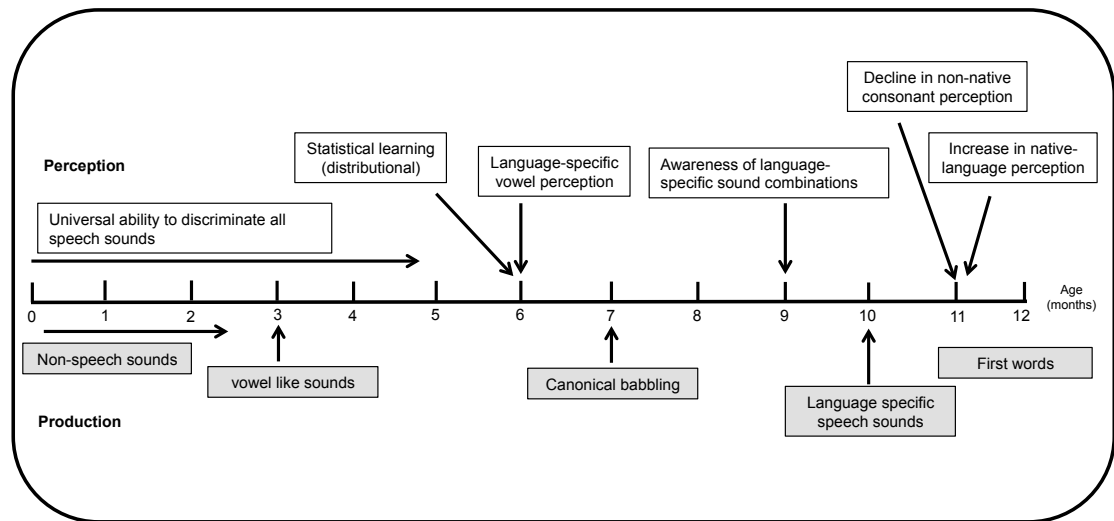 Decline in non-native
consonant perception
Statistical learning
(distributional)
Language-specific
vowel perception
Awareness of language-
specific sound combinations
Increase in native-
language perception
Perception
Universal ability to discriminate all
speech sounds
0 1 2 3 4 5 6 7 8 9 10 11 12
Age
(months)
Non-speech sounds
vowel like sounds
Canonical babbling
Language specific
speech sounds
First words
Production